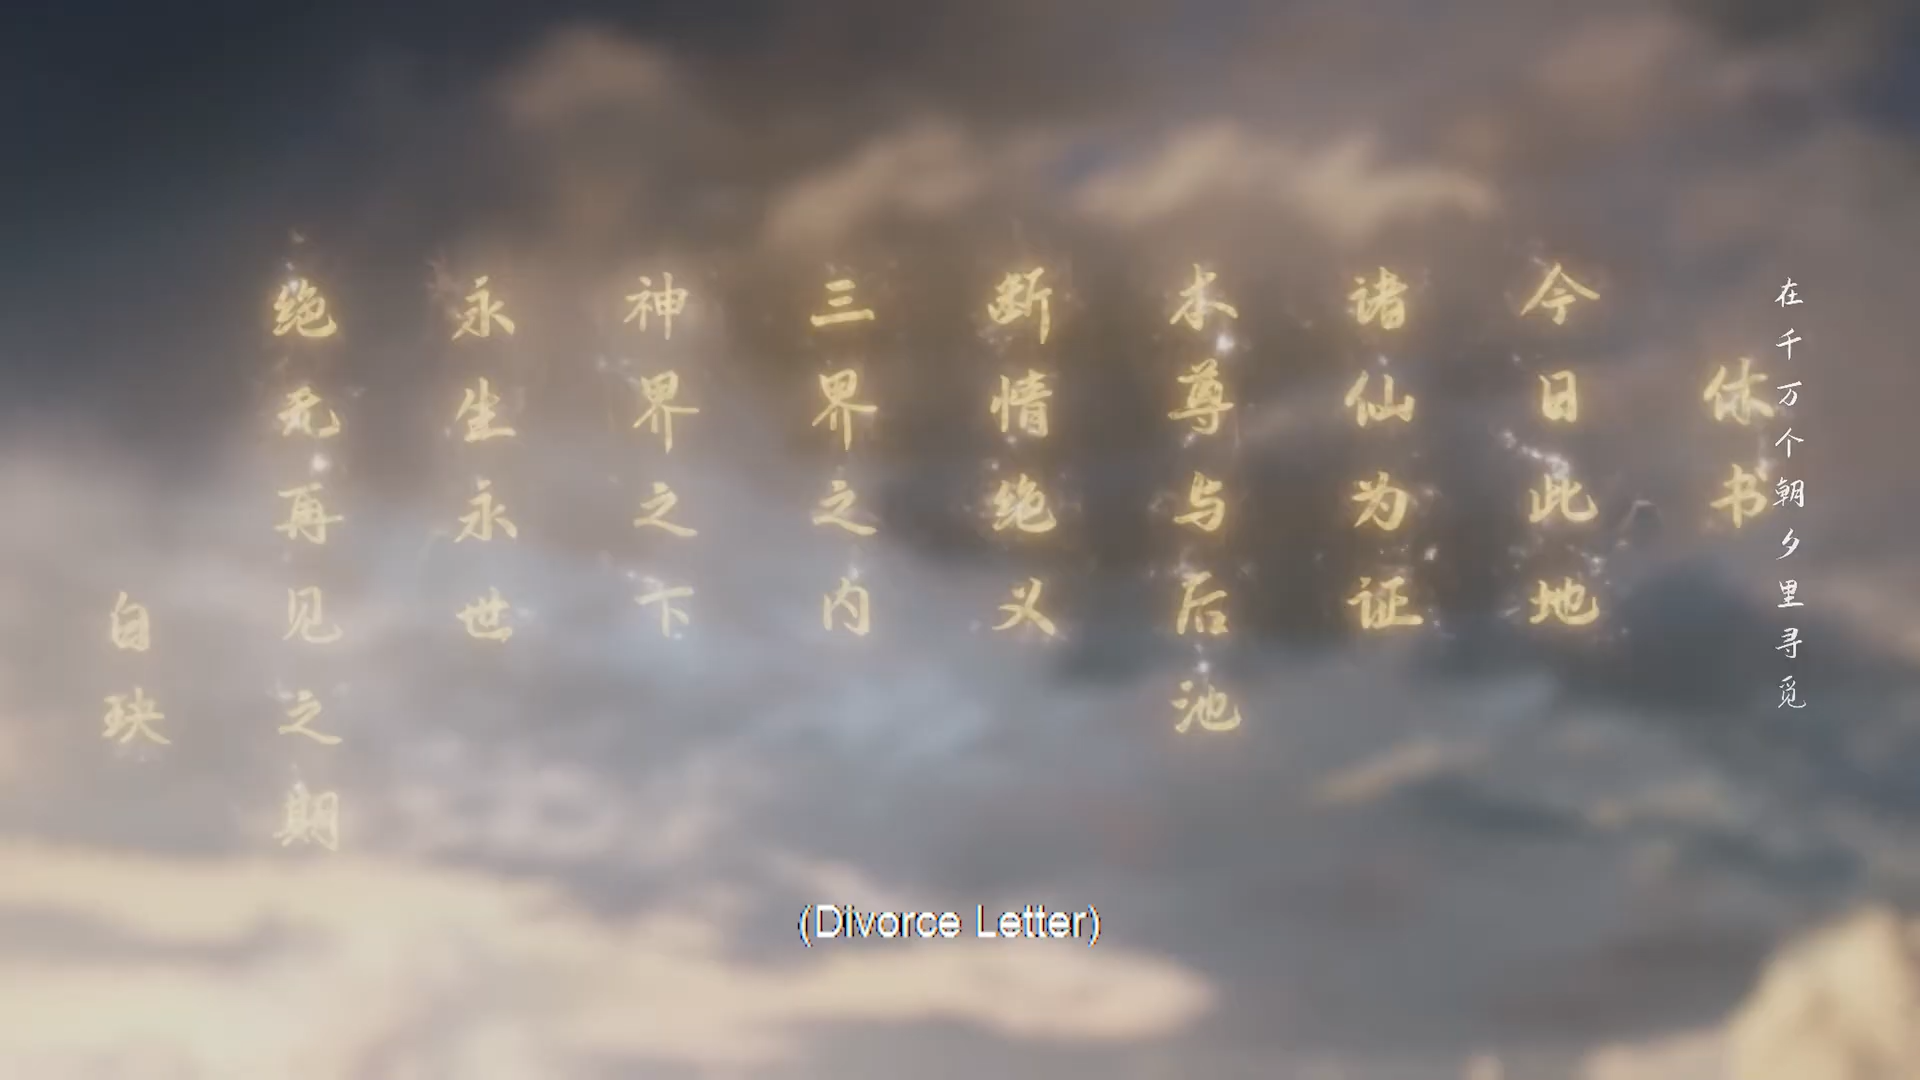 在千万个朝夕里寻觅
休书
今日此地
诸仙为证
本尊与后池
断情绝义
三界之内
神界之下
永生永世
绝无再见之期
白玦
(Divorce Letter)